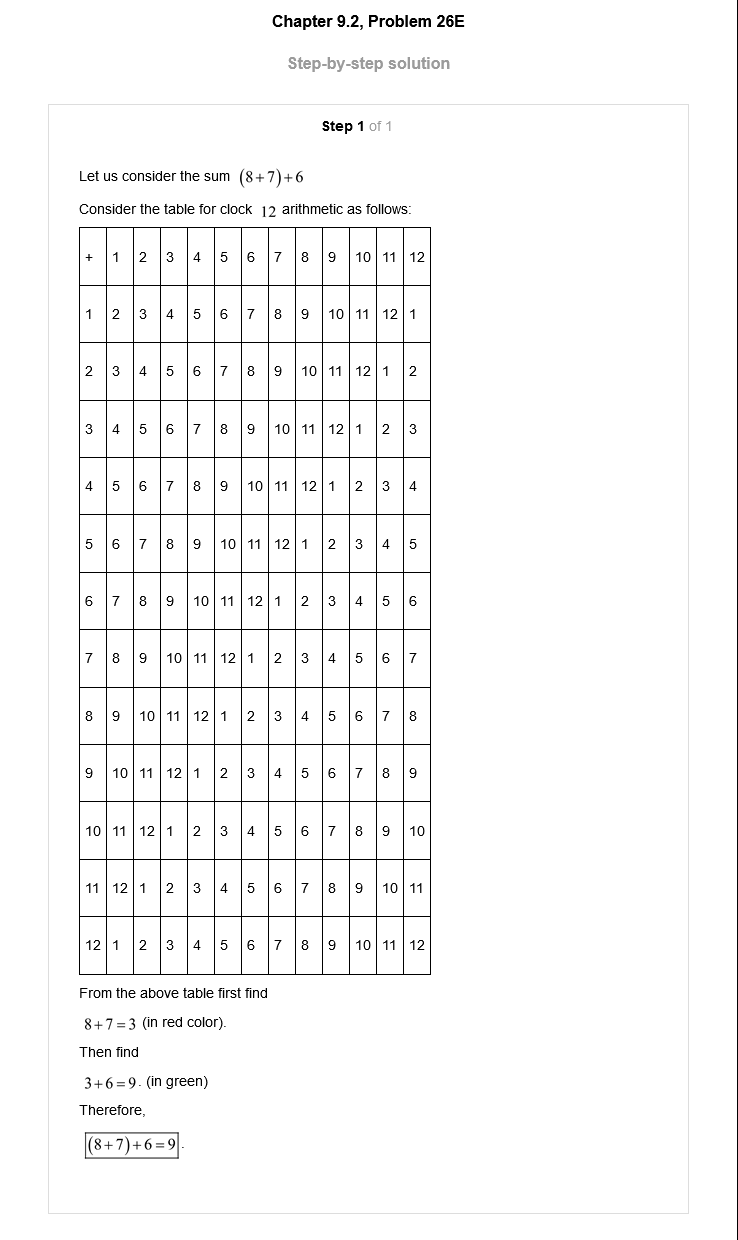 Chapter 9.2, Problem 26E
Step-by-step solution
Step 1 of 1
Let us consider the sum (8+7)+6
Consider the table for clock 12 arithmetic as follows:
+ 1 2 3 4 5 6 7 8 9 10 11 12
1 2 3 4 5 6 7 8 9 10 11 12 1
2 3 4 5 6 7 8 9 10 11 12 1 2
3 4 5 6 7 8 9 10 11 12 1 2 3
4 5 6 7 8 9 10 11 12 1 2 3 4
5 6 7 8 9 10 11 12 1 2 3 4 5
6 7 8 9 10 11 12 1 2 3 4 5 6
7 8 9 10 11 12 1 2 3 4 5 6 7
8 9 10 11 12 1 2 3 4 5 6 7 8
9 10 11 12 1 2 3 4 5 6 7 8 9
10 11 12 1 2 3 4 5 6 7 8 9 10
11 12 1 2 3 4 5 6 7 8 9 10 11
12 1 2 3 4 5 6 7 8 9 10 11 12
From the above table first find
8+7=3 (in red color).
Then find
3+6=9. (in green)
Therefore,
(8+7)+6=9.